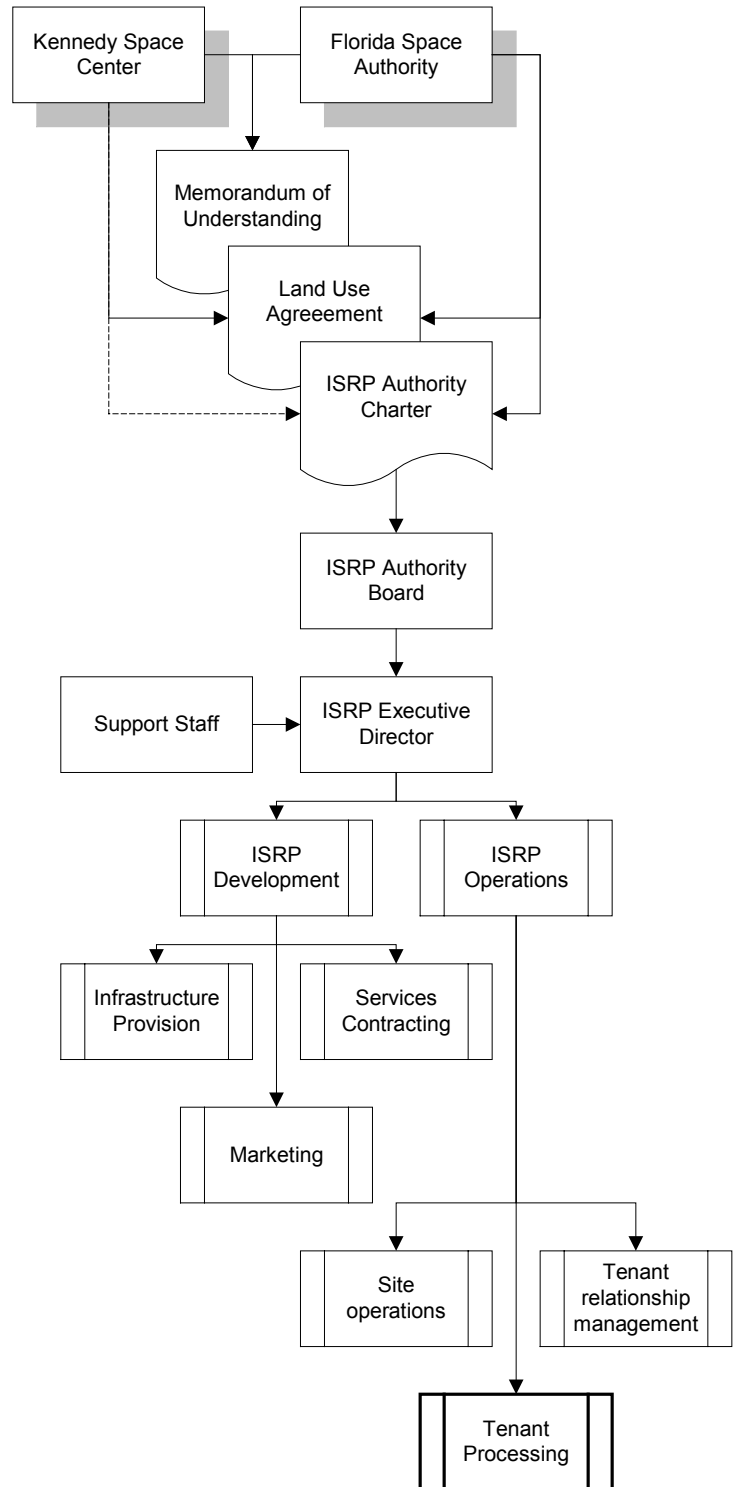 Kennedy Space
Center
Florida Space
Authority
Memorandum of
Understanding
Land Use
Agreeement
ISRP Authority
Charter
ISRP Authority
Board
Support Staff
ISRP Executive
Director
ISRP
Development
ISRP
Operations
Infrastructure
Provision
Services
Contracting
Marketing
Site
operations
Tenant
relationship
management
Tenant
Processing